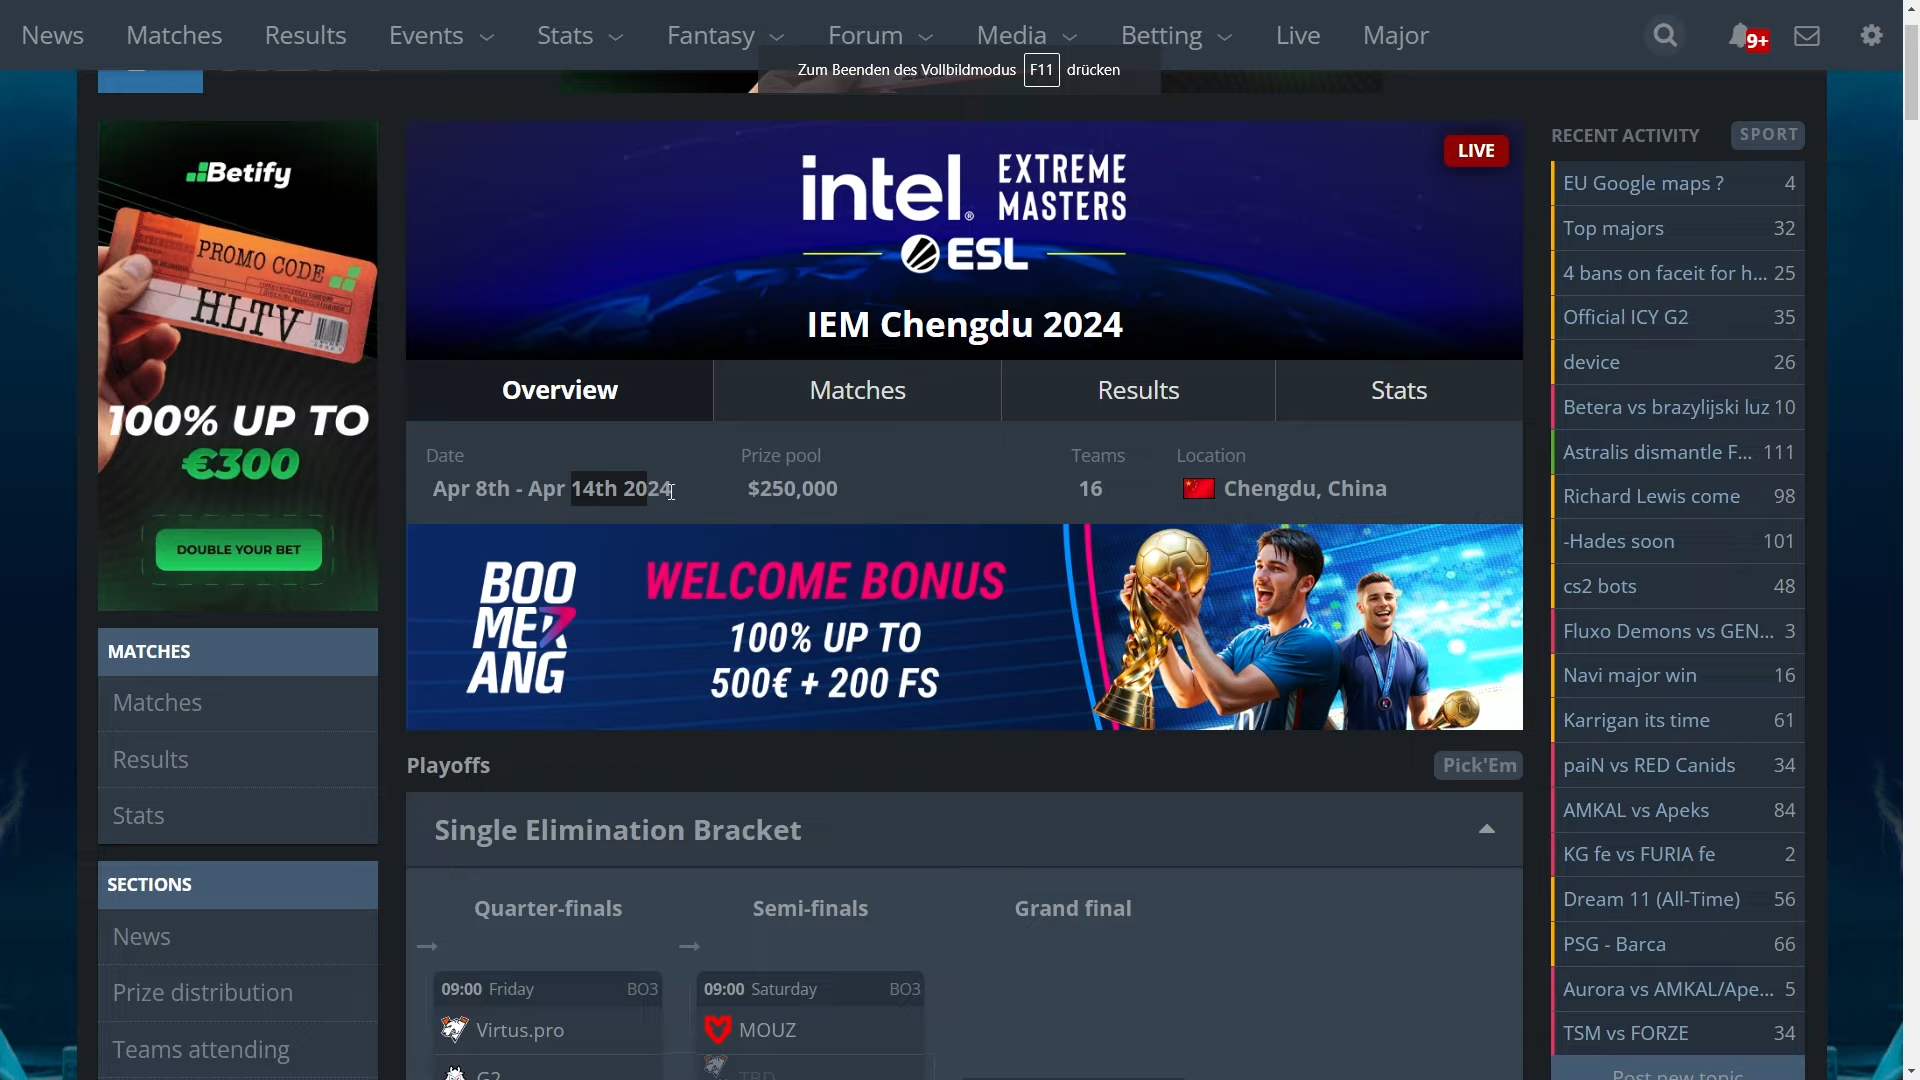 News Matches Results Events Stats Fantasy Forum Media Betting Live Major 9+
Zum Beenden des Vollbildmodus F11 drücken
Betify
PROMO CODE
HLTV
100% UP TO
€300
DOUBLE YOUR BET
MATCHES
Matches
Results
Stats
SECTIONS
News
Prize distribution
Teams attending
LIVE
intel. EXTREME
MASTERS
ESL
IEM Chengdu 2024
Overview Matches Results Stats
Date Prize pool Teams Location
Apr 8th - Apr 14th 2024 $250,000 16 Chengdu, China
BOO
MER
ANG
WELCOME BONUS
100% UP TO
500€ + 200 FS
Playoffs Pick'Em
Single Elimination Bracket
Quarter-finals Semi-finals Grand final
09:00 Friday BO3 09:00 Saturday BO3
Virtus.pro MOUZ
G2 TBD
RECENT ACTIVITY SPORT
EU Google maps ? 4
Top majors 32
4 bans on faceit for h... 25
Official ICY G2 35
device 26
Betera vs brazylijski luz 10
Astralis dismantle F... 111
Richard Lewis come 98
-Hades soon 101
cs2 bots 48
Fluxo Demons vs GEN... 3
Navi major win 16
Karrigan its time 61
paiN vs RED Canids 34
AMKAL vs Apeks 84
KG fe vs FURIA fe 2
Dream 11 (All-Time) 56
PSG - Barca 66
Aurora vs AMKAL/Ape... 5
TSM vs FORZE 34
Post new topic